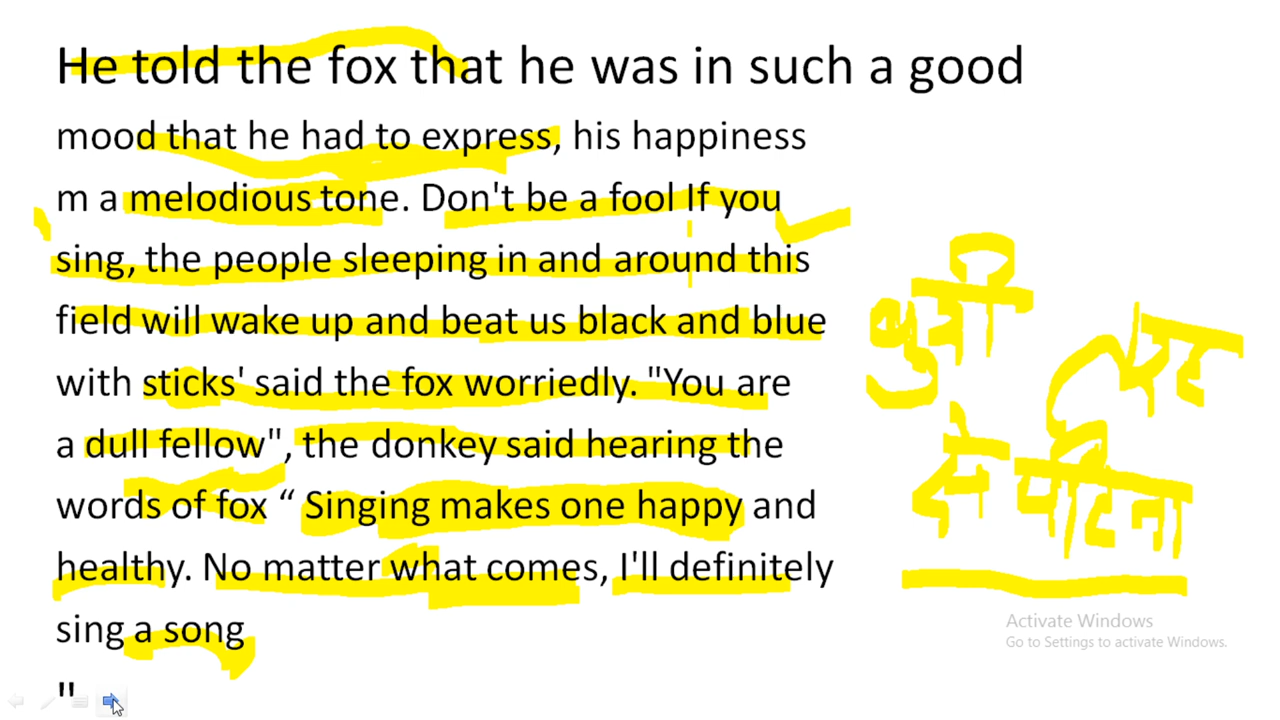 He told the fox that he was in such a good
mood that he had to express, his happiness
m a melodious tone. Don't be a fool If you
sing, the people sleeping in and around this
field will wake up and beat us black and blue
with sticks' said the fox worriedly. "You are
a dull fellow", the donkey said hearing the
words of fox “ Singing makes one happy and
healthy. No matter what comes, I'll definitely
sing a song
"
Activate Windows
Go to Settings to activate Windows.